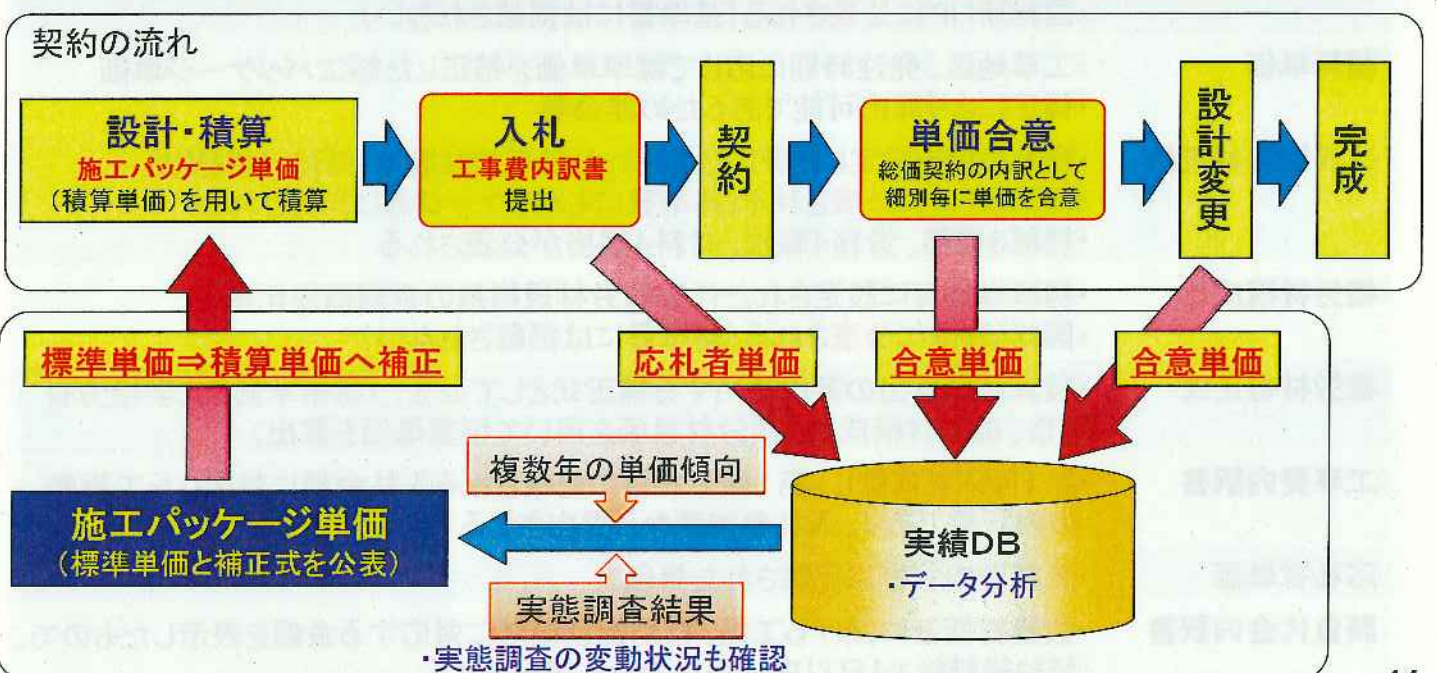 契約の流れ
設計・積算
施工パッケージ単価
(積算単価)を用いて積算
入札
工事費内訳書
提出
契約
単価合意
総価契約の内訳として
細別毎に単価を合意
設計変更
完成
標準単価⇒積算単価へ補正
応札者単価
合意単価
合意単価
複数年の単価傾向
施工パッケージ単価
(標準単価と補正式を公表)
実績DB
・データ分析
実態調査結果
・実態調査の変動状況も確認